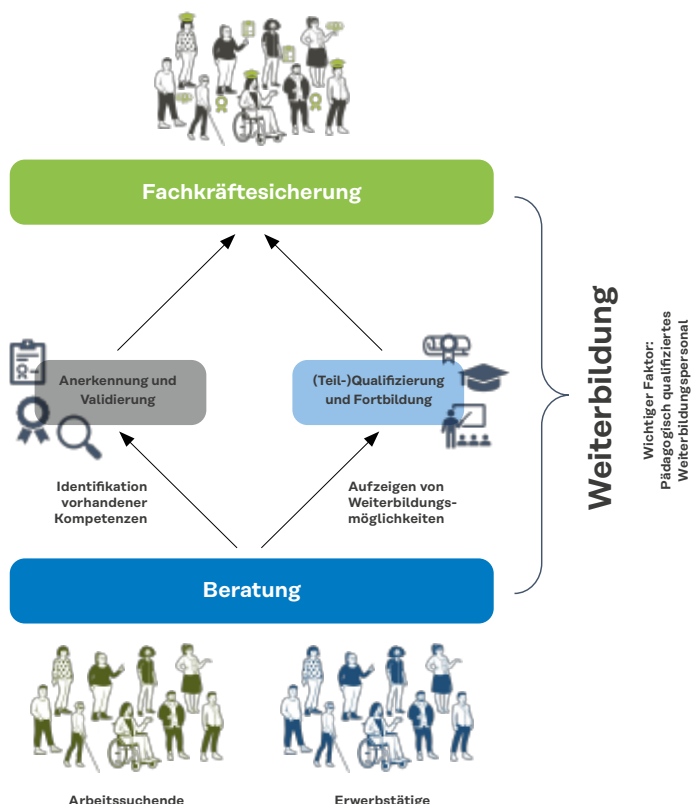 Fachkräftesicherung
Anerkennung und
Validierung
(Teil-)Qualifizierung
und Fortbildung
Identifikation
vorhandener
Kompetenzen
Aufzeigen von
Weiterbildungs-
möglichkeiten
Beratung
Arbeitssuchende
Erwerbstätige
Weiterbildung
Wichtiger Faktor:
Pädagogisch qualifiziertes
Weiterbildungspersonal